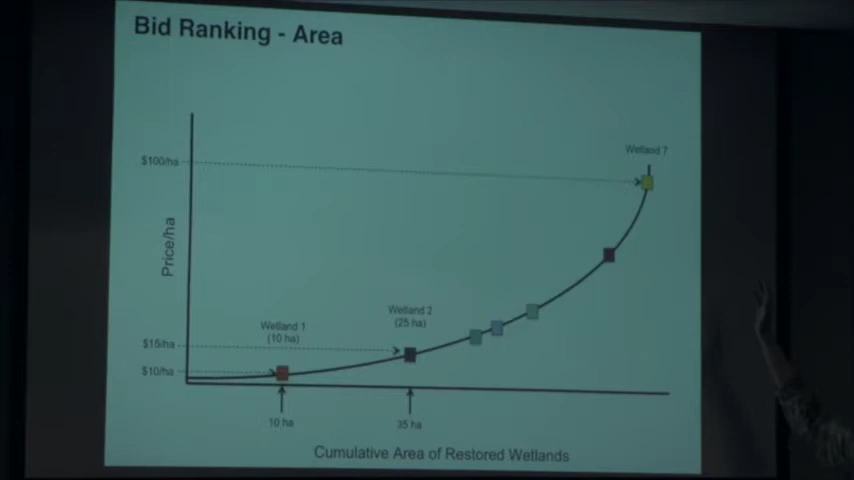 Bid Ranking - Area
Wetland 7
$100/ha
Price/ha
Wetland 2
(25 ha)
Wetland 1
(10 ha)
$15/ha
$10/ha
10 ha
35 ha
Cumulative Area of Restored Wetlands